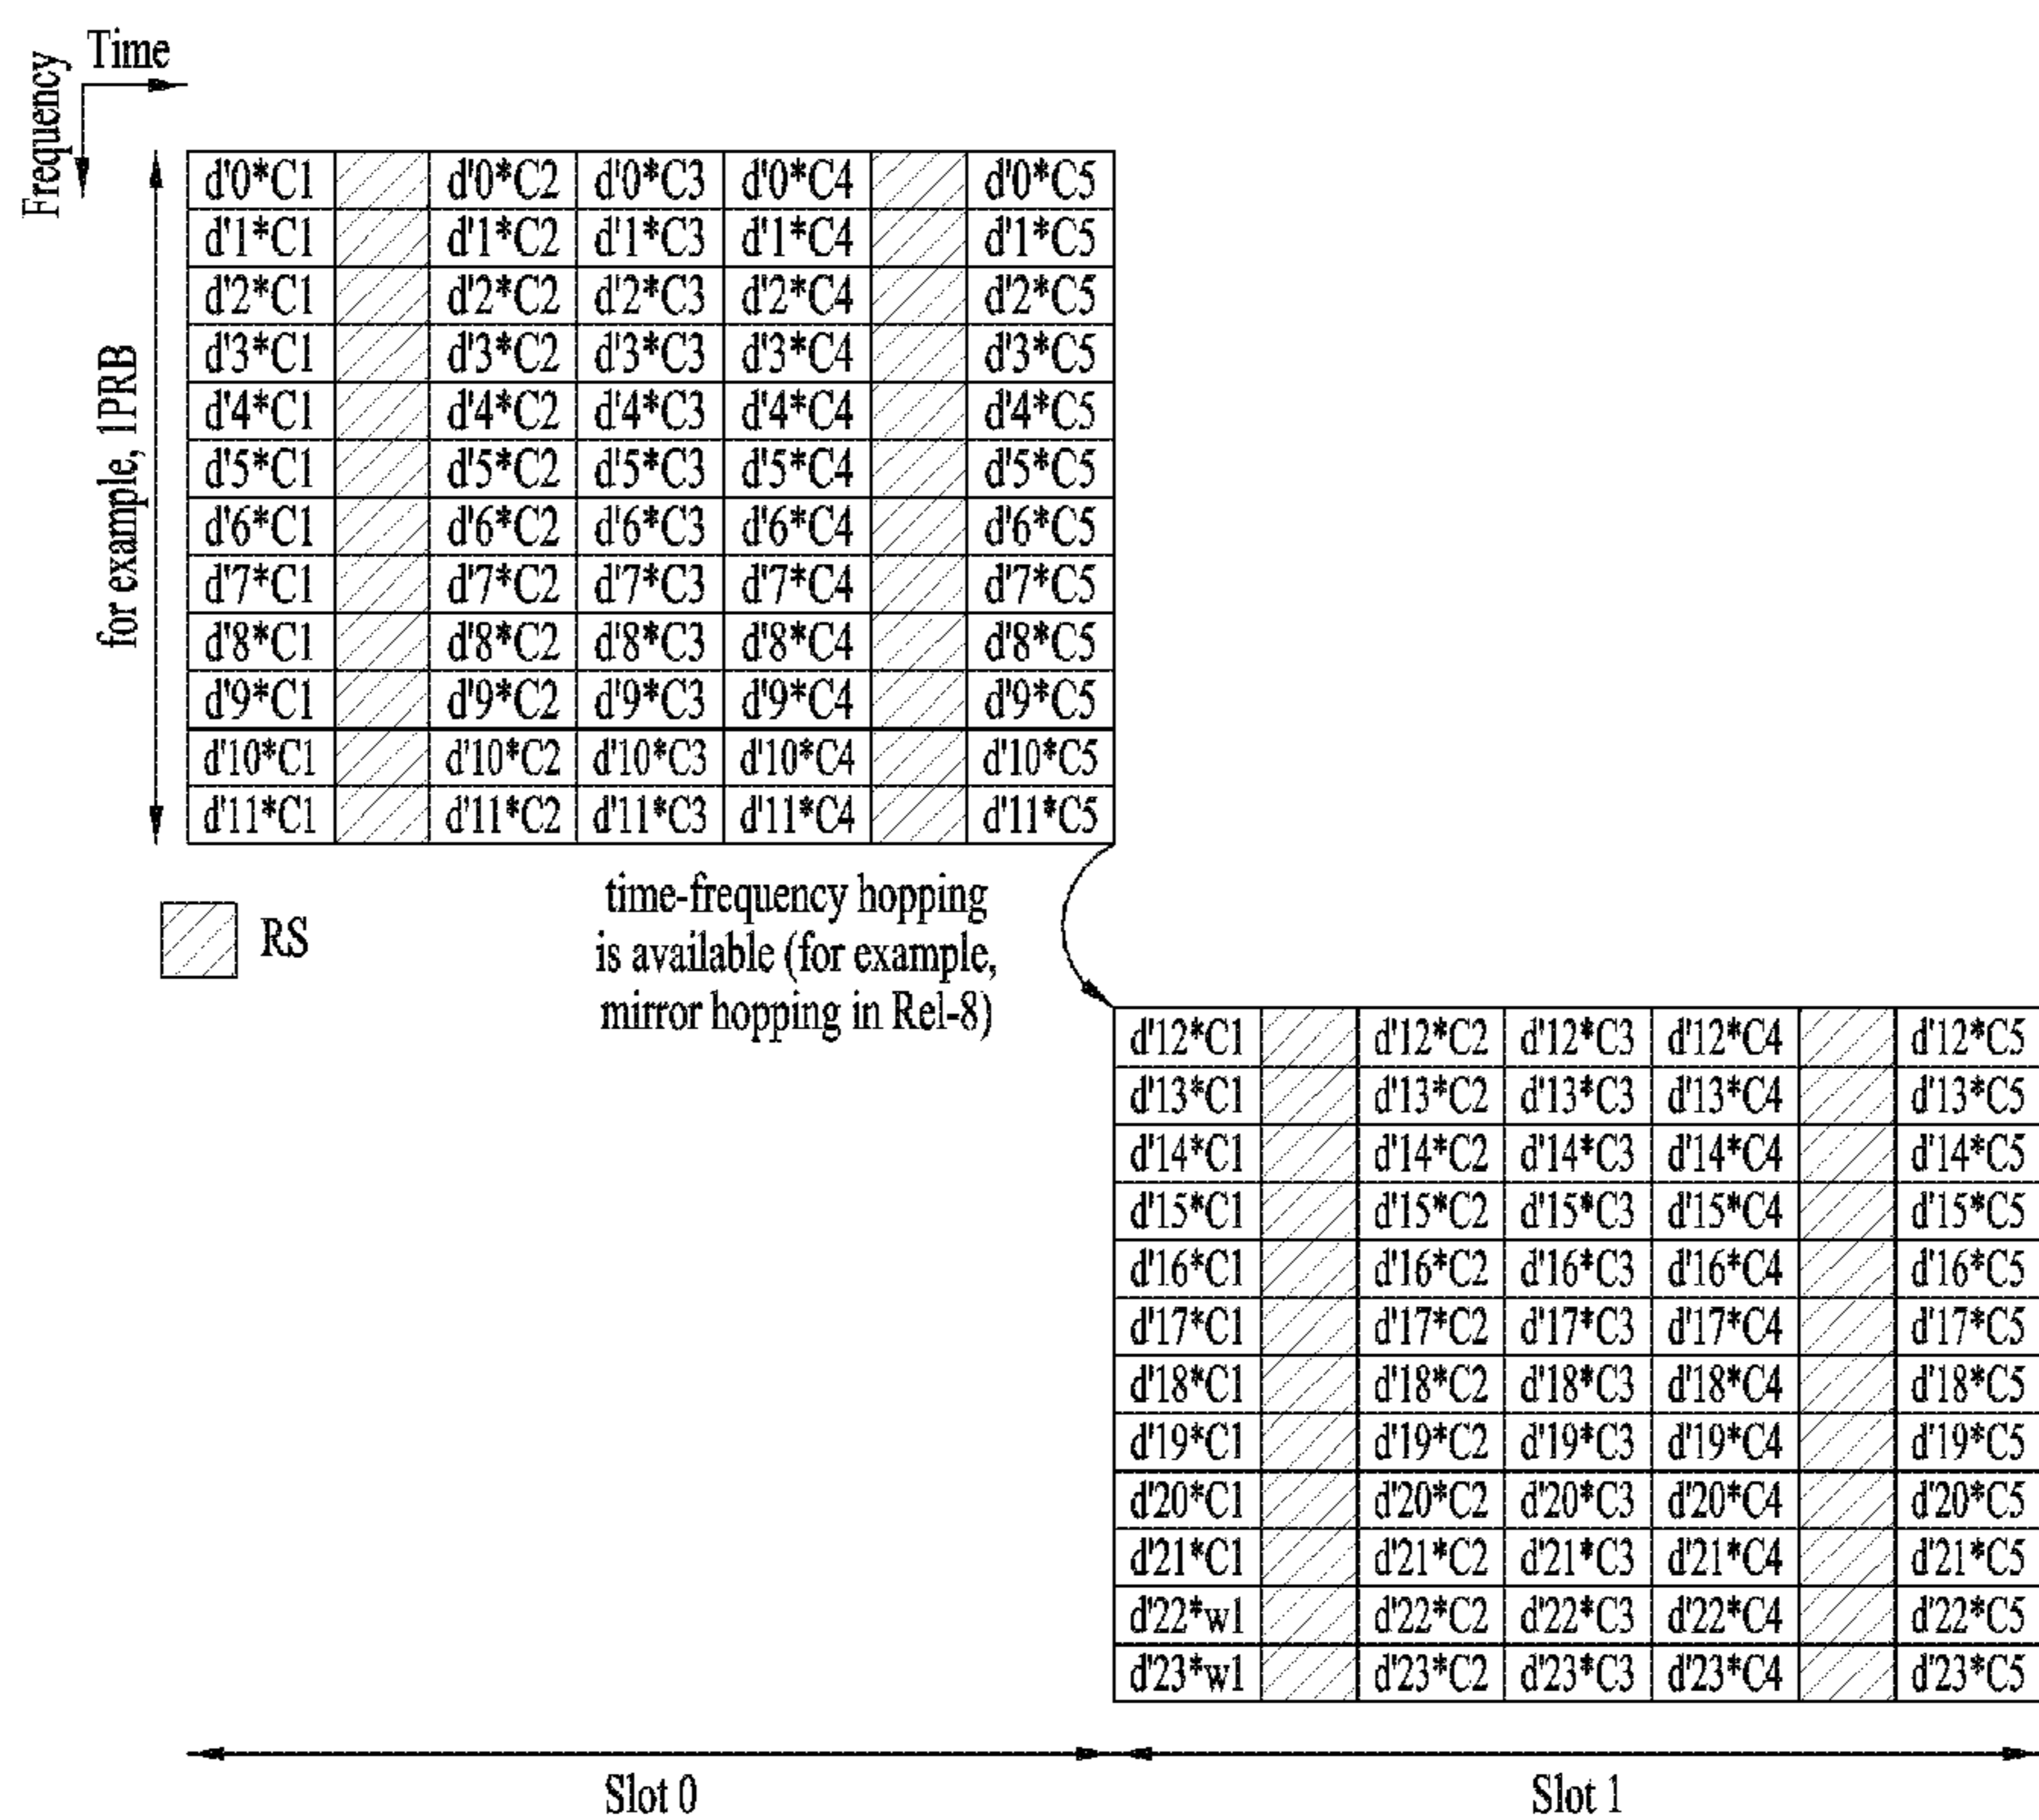 Time
Frequency
for example, 1PRB
d'0*C1 d'0*C2 d'0*C3 d'0*C4 d'0*C5
d'1*C1 d'1*C2 d'1*C3 d'1*C4 d'1*C5
d'2*C1 d'2*C2 d'2*C3 d'2*C4 d'2*C5
d'3*C1 d'3*C2 d'3*C3 d'3*C4 d'3*C5
d'4*C1 d'4*C2 d'4*C3 d'4*C4 d'4*C5
d'5*C1 d'5*C2 d'5*C3 d'5*C4 d'5*C5
d'6*C1 d'6*C2 d'6*C3 d'6*C4 d'6*C5
d'7*C1 d'7*C2 d'7*C3 d'7*C4 d'7*C5
d'8*C1 d'8*C2 d'8*C3 d'8*C4 d'8*C5
d'9*C1 d'9*C2 d'9*C3 d'9*C4 d'9*C5
d'10*C1 d'10*C2 d'10*C3 d'10*C4 d'10*C5
d'11*C1 d'11*C2 d'11*C3 d'11*C4 d'11*C5
RS
time-frequency hopping
is available (for example,
mirror hopping in Rel-8)
d'12*C1 d'12*C2 d'12*C3 d'12*C4 d'12*C5
d'13*C1 d'13*C2 d'13*C3 d'13*C4 d'13*C5
d'14*C1 d'14*C2 d'14*C3 d'14*C4 d'14*C5
d'15*C1 d'15*C2 d'15*C3 d'15*C4 d'15*C5
d'16*C1 d'16*C2 d'16*C3 d'16*C4 d'16*C5
d'17*C1 d'17*C2 d'17*C3 d'17*C4 d'17*C5
d'18*C1 d'18*C2 d'18*C3 d'18*C4 d'18*C5
d'19*C1 d'19*C2 d'19*C3 d'19*C4 d'19*C5
d'20*C1 d'20*C2 d'20*C3 d'20*C4 d'20*C5
d'21*C1 d'21*C2 d'21*C3 d'21*C4 d'21*C5
d'22*w1 d'22*C2 d'22*C3 d'22*C4 d'22*C5
d'23*w1 d'23*C2 d'23*C3 d'23*C4 d'23*C5
Slot 0 Slot 1